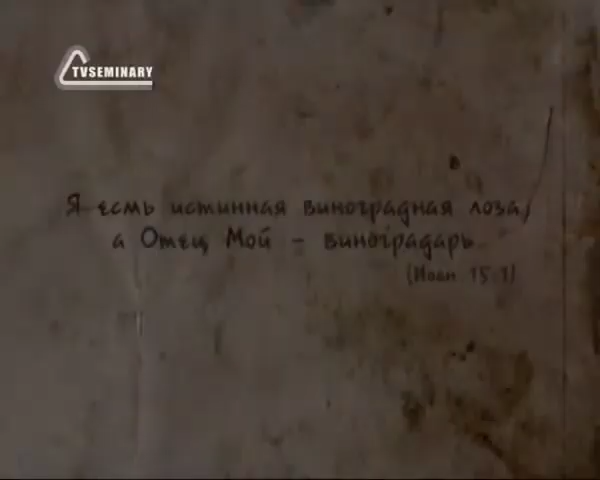 TVSEMINARY
Я есмь истинная виноградная лоза,
а Отец Мой - виноградарь
(Иоан. 15:1)